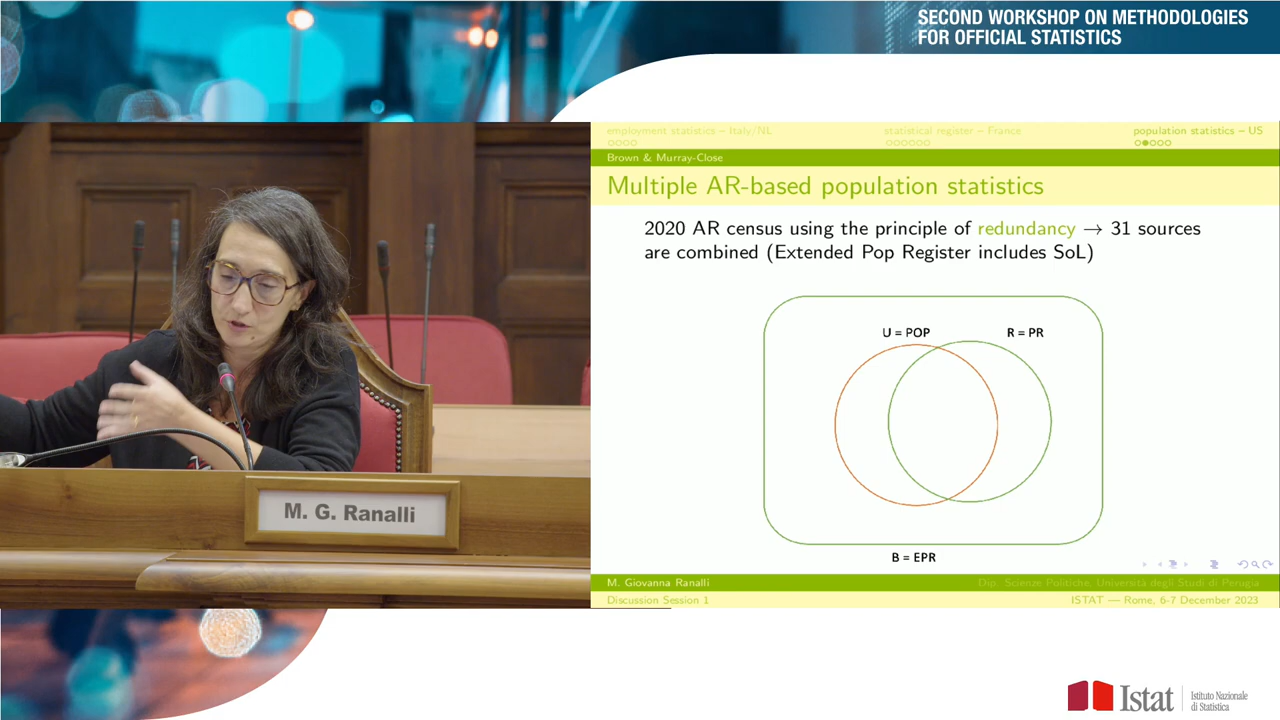 SECOND WORKSHOP ON METHODOLOGIES
FOR OFFICIAL STATISTICS
employment statistics – Italy/NL
statistical register – France
population statistics – US
Brown & Murray-Close
Multiple AR-based population statistics
2020 AR census using the principle of redundancy → 31 sources
are combined (Extended Pop Register includes SoL)
U = POP
R = PR
B = EPR
M. G. Ranalli
M. Giovanna Ranalli
Dip. Scienze Politiche, Università degli Studi di Perugia
Discussion Session 1
ISTAT — Rome, 6-7 December 2023
Istat
Istituto Nazionale
di Statistica